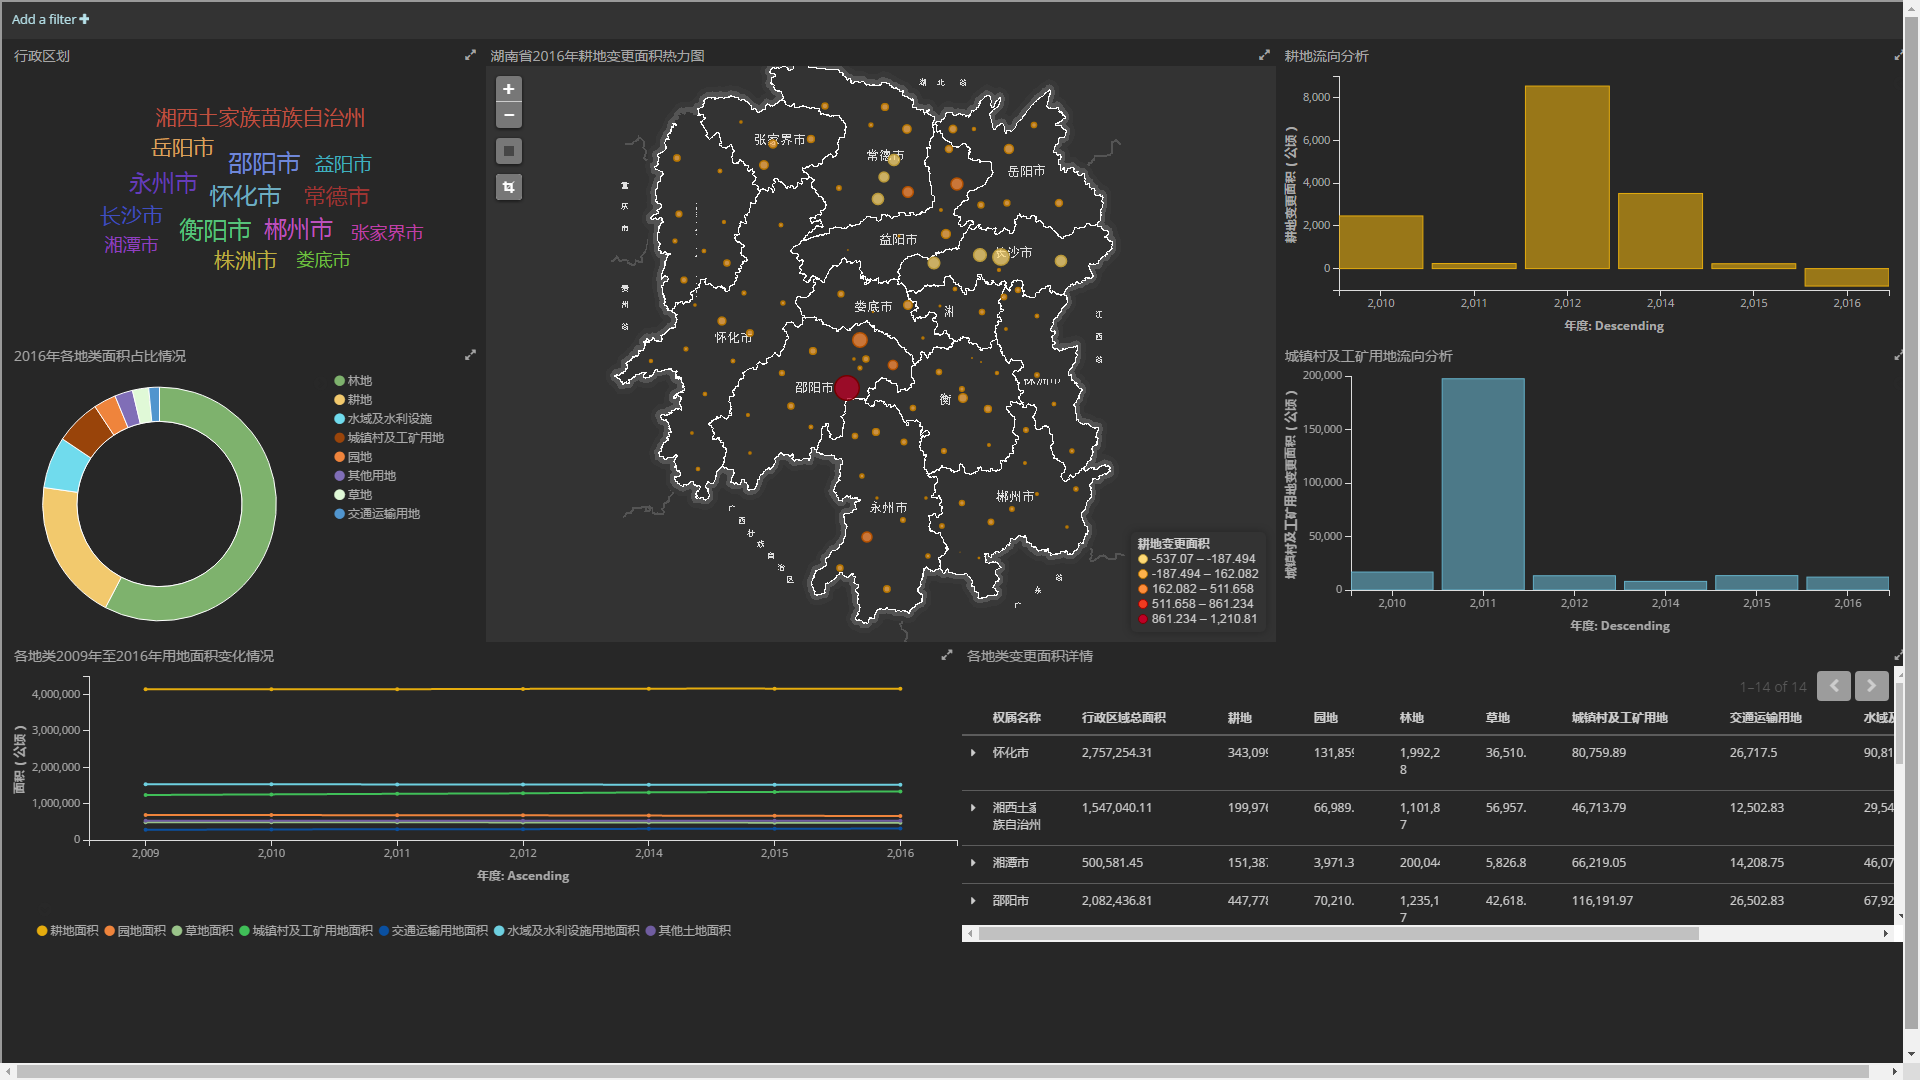 Add a filter
行政区划
湘西土家族苗族自治州
岳阳市
邵阳市
益阳市
永州市
怀化市
常德市
长沙市
衡阳市
郴州市
张家界市
湘潭市
株洲市
娄底市
2016年各地类面积占比情况
林地
耕地
水域及水利设施
城镇村及工矿用地
园地
其他用地
草地
交通运输用地
湖南省2016年耕地变更面积热力图
+
−
湖 北 省
张家界市
常德市
岳阳市
益阳市
长沙市
娄底市
湘
怀化市
邵阳市
衡
永州市
郴州市
贵
州
省
江
西
省
广
西
壮
族
自
治
区
广 东 省
耕地变更面积
-537.07 – -187.494
-187.494 – 162.082
162.082 – 511.658
511.658 – 861.234
861.234 – 1,210.81
耕地流向分析
耕地变更面积（公顷）
8,000
6,000
4,000
2,000
0
2,010 2,011 2,012 2,014 2,015 2,016
年度: Descending
城镇村及工矿用地流向分析
城镇村及工矿用地变更面积（公顷）
200,000
150,000
100,000
50,000
0
2,010 2,011 2,012 2,014 2,015 2,016
年度: Descending
各地类2009年至2016年用地面积变化情况
面积（公顷）
4,000,000
3,000,000
2,000,000
1,000,000
0
2,009 2,010 2,011 2,012 2,014 2,015 2,016
年度: Ascending
耕地面积 园地面积 草地面积 城镇村及工矿用地面积 交通运输用地面积 水域及水利设施用地面积 其他土地面积
各地类变更面积详情
1–14 of 14
权属名称 行政区域总面积 耕地 园地 林地 草地 城镇村及工矿用地 交通运输用地 水域及
怀化市 2,757,254.31 343,099 131,859 1,992,2 36,510. 80,759.89 26,717.5 90,81
8
湘西土家 1,547,040.11 199,976 66,989. 1,101,8 56,957. 46,713.79 12,502.83 29,54
族自治州 7
湘潭市 500,581.45 151,387 3,971.3 200,044 5,826.8 66,219.05 14,208.75 46,07
邵阳市 2,082,436.81 447,778 70,210. 1,235,1 42,618. 116,191.97 26,502.83 67,92
7